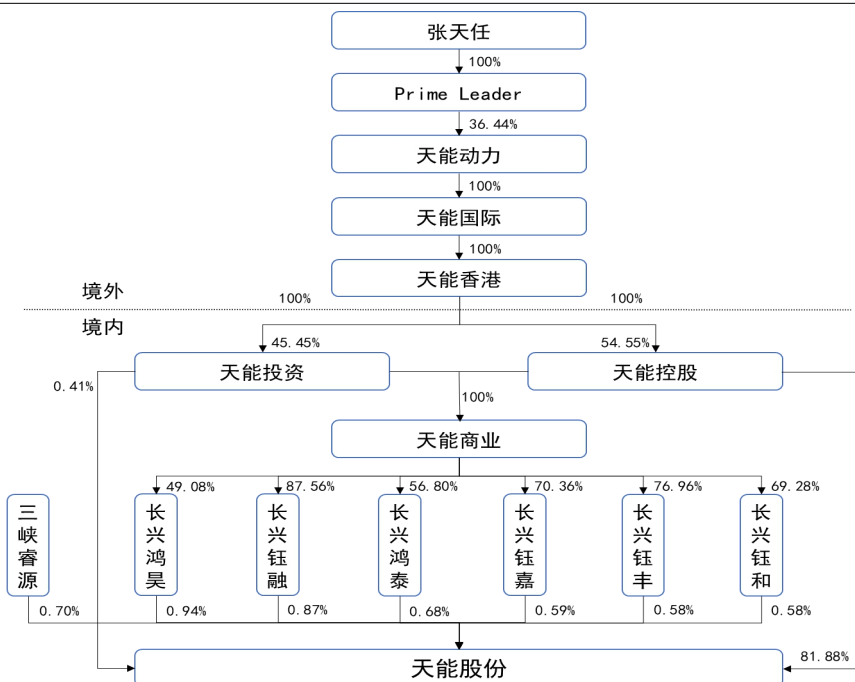 张天任
100%
Prime Leader
36.44%
天能动力
100%
天能国际
100%
天能香港
境外
100%
100%
境内
45.45%
54.55%
天能投资
天能控股
0.41%
100%
天能商业
49.08%
87.56%
56.80%
70.36%
76.96%
69.28%
三峡睿源
长兴鸿昊
长兴钰融
长兴鸿泰
长兴钰嘉
长兴钰丰
长兴钰和
0.70%
0.94%
0.87%
0.68%
0.59%
0.58%
0.58%
天能股份
81.88%